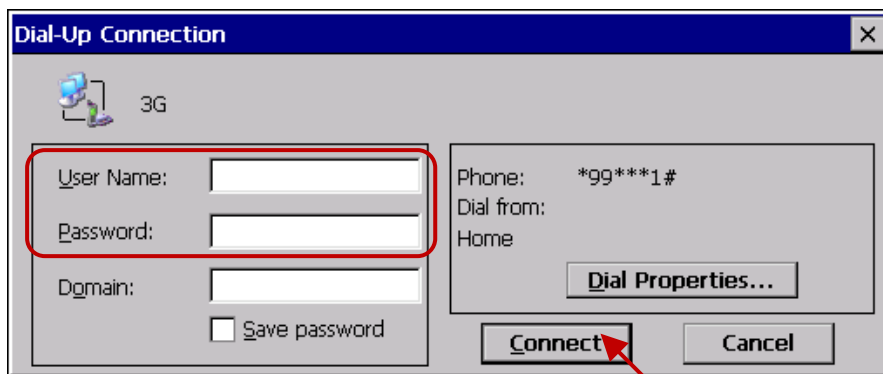 Dial-Up Connection
3G
User Name:
Password:
Domain:
Save password
Phone: *99***1#
Dial from:
Home
Dial Properties...
Connect
Cancel